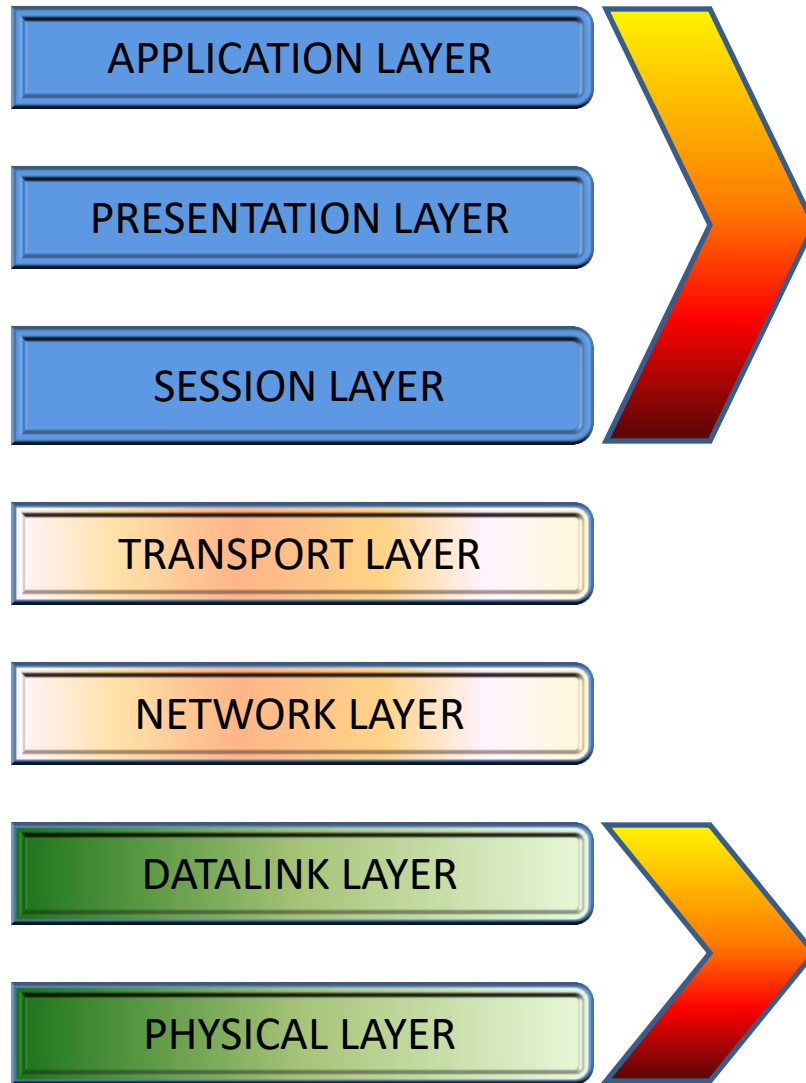 APPLICATION LAYER
PRESENTATION LAYER
SESSION LAYER
TRANSPORT LAYER
NETWORK LAYER
DATALINK LAYER
PHYSICAL LAYER